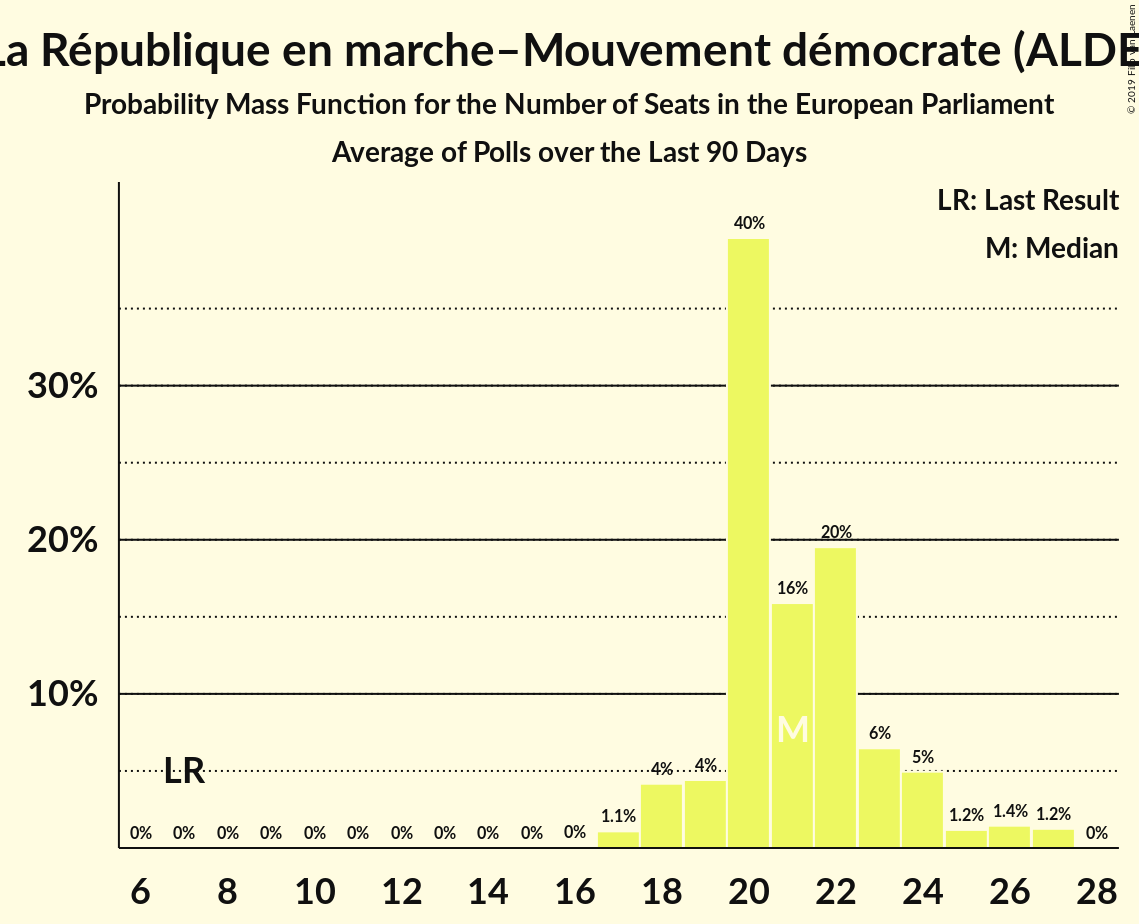 La République en marche–Mouvement démocrate (ALDE
Probability Mass Function for the Number of Seats in the European Parliament
Average of Polls over the Last 90 Days
LR: Last Result
M: Median
40%
30%
20%
20%
16%
10%
M
6%
5%
4%
4%
LR
1.1%
1.2%
1.4%
1.2%
0% 0% 0% 0% 0% 0% 0% 0% 0% 0% 0% 0%
6 8 10 12 14 16 18 20 22 24 26 28
© 2019